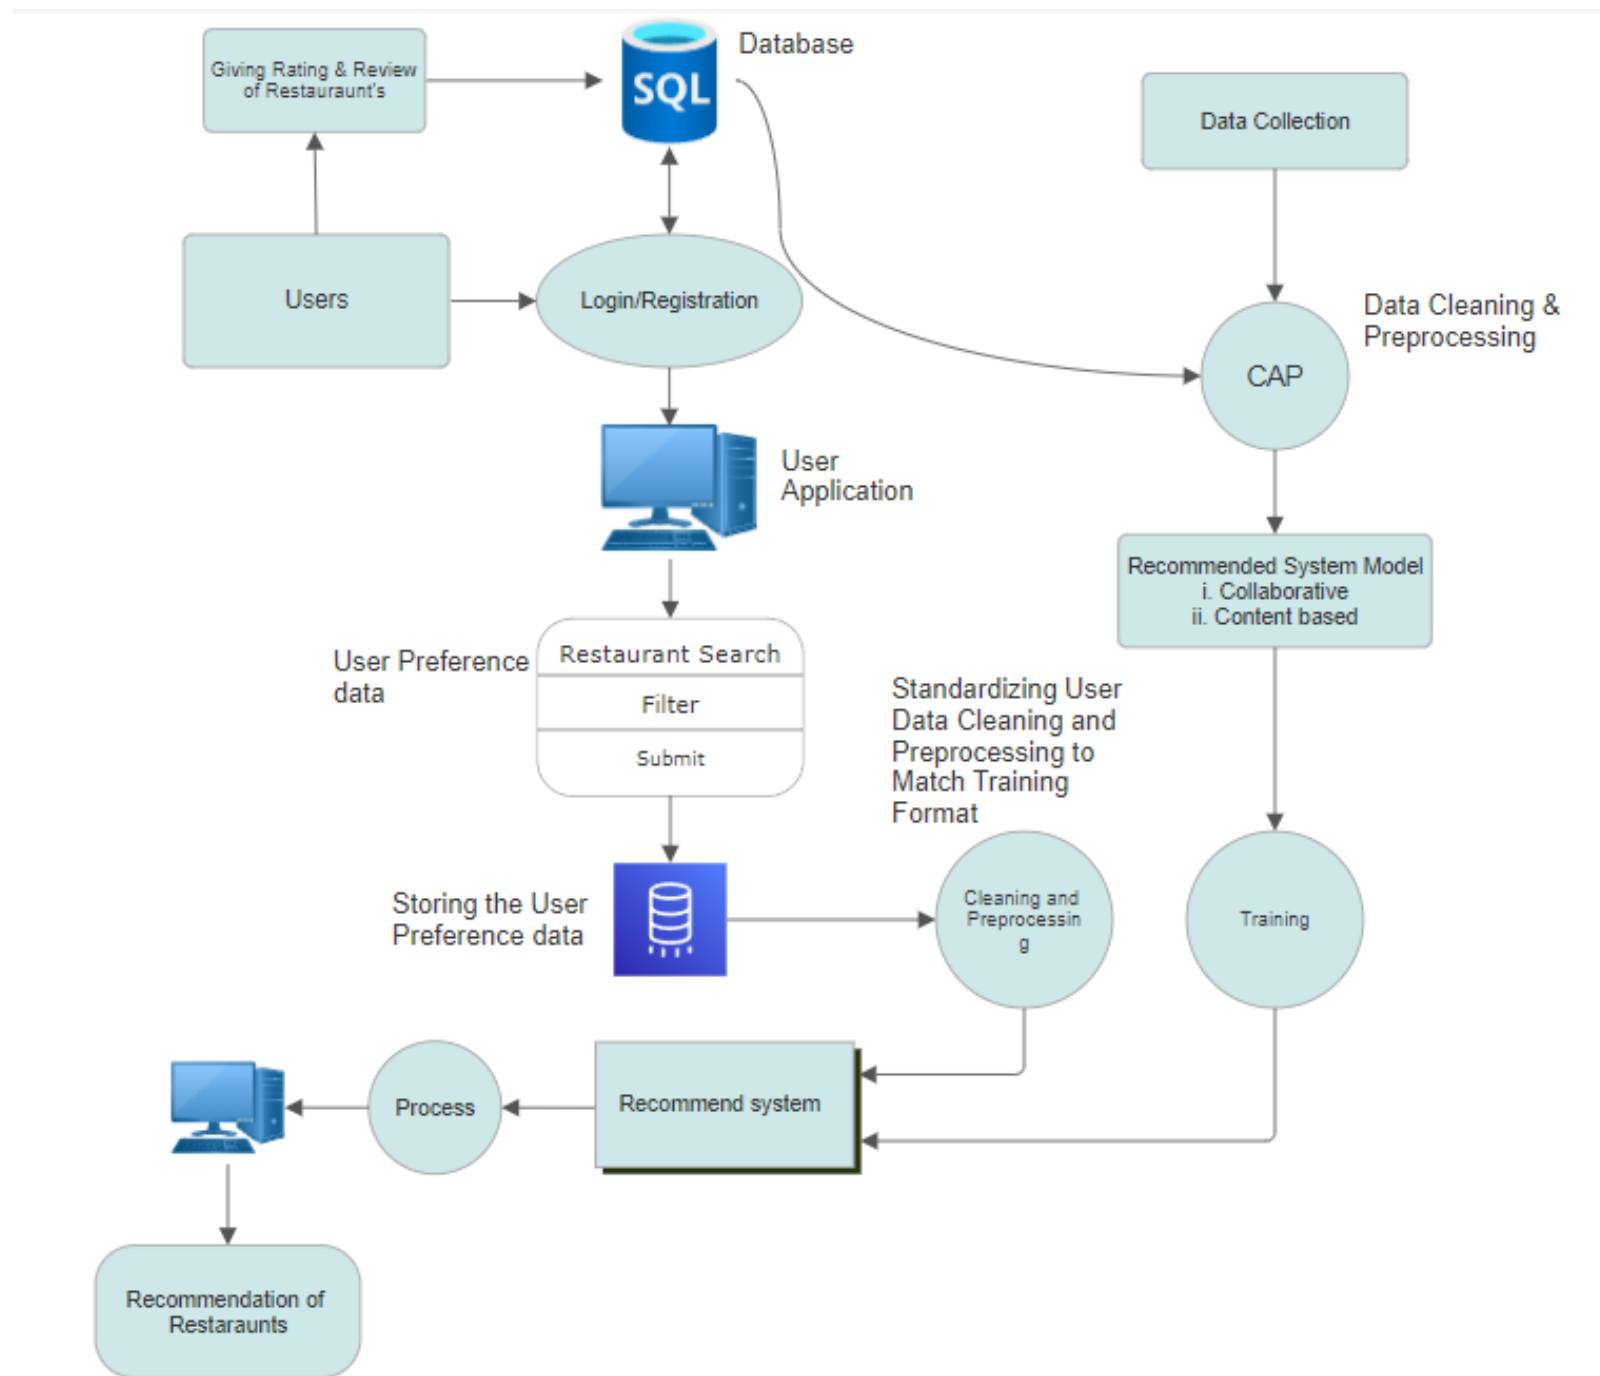 Giving Rating & Review
of Restauraunt's
SQL
Database
Data Collection
Users
Login/Registration
Data Cleaning &
Preprocessing
CAP
User
Application
Recommended System Model
i. Collaborative
ii. Content based
User Preference
data
Restaurant Search
Filter
Submit
Standardizing User
Data Cleaning and
Preprocessing to
Match Training
Format
Storing the User
Preference data
Cleaning and
Preprocessin
g
Training
Process
Recommend system
Recommendation of
Restaraunts